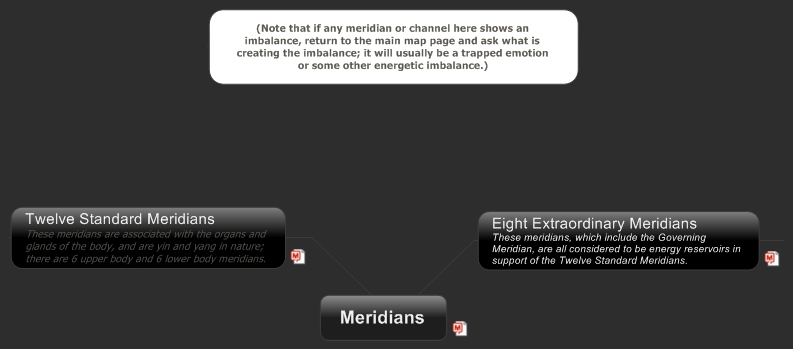 (Note that if any meridian or channel here shows an
imbalance, return to the main map page and ask what is
creating the imbalance; it will usually be a trapped emotion
or some other energetic imbalance.)
Twelve Standard Meridians
These meridians are associated with the organs and
glands of the body, and are yin and yang in nature;
there are 6 upper body and 6 lower body meridians.
Eight Extraordinary Meridians
These meridians, which include the Governing
Meridian, are all considered to be energy reservoirs in
support of the Twelve Standard Meridians.
Meridians